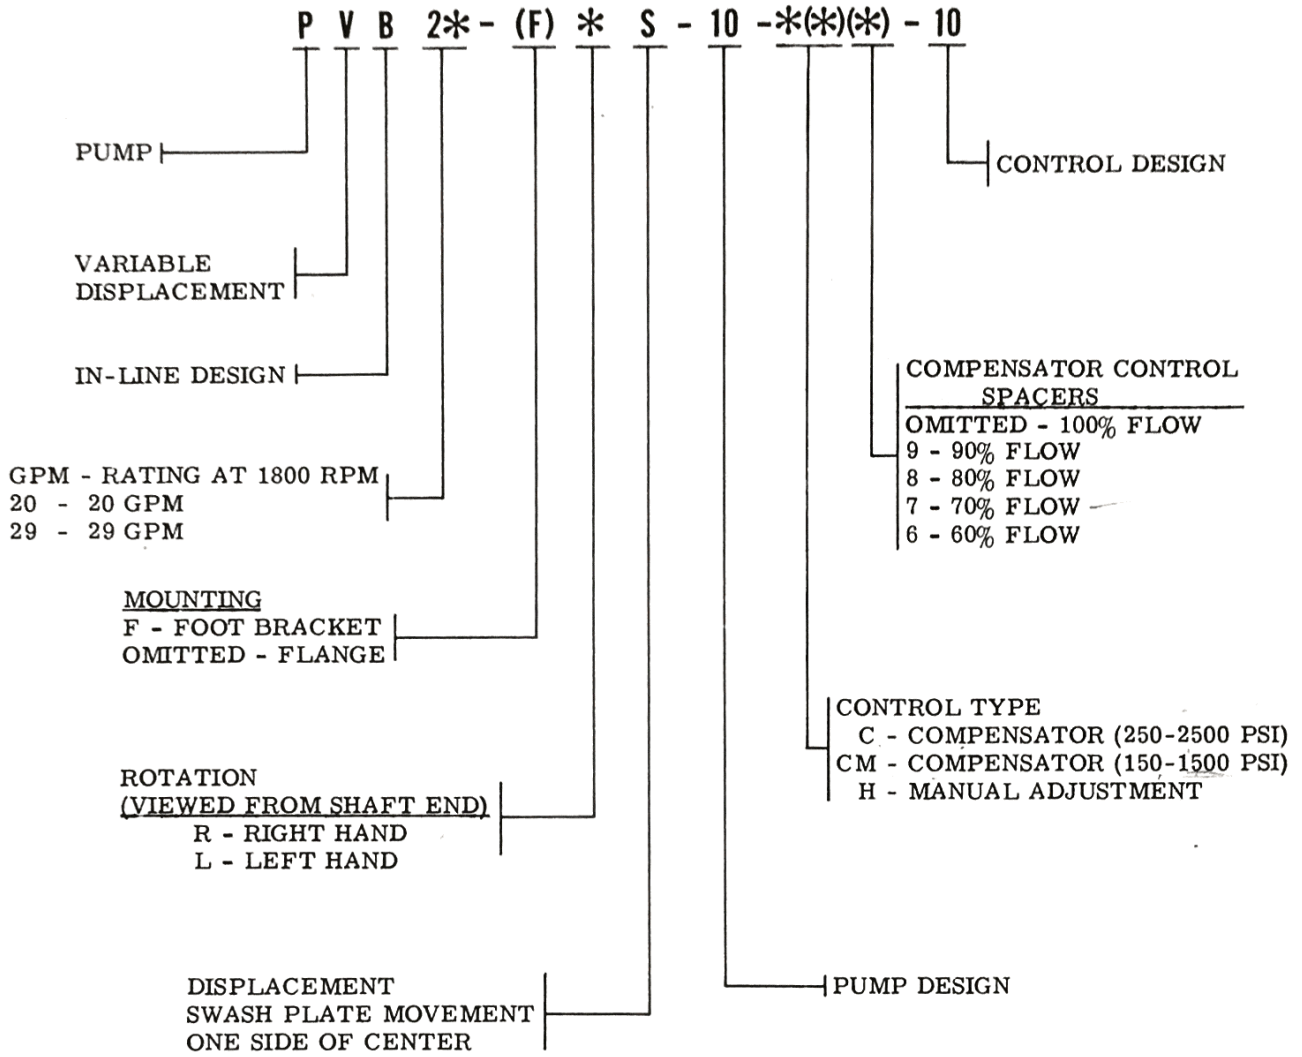 P V B 2* - (F) * S - 10 - *(*)(*) - 10
PUMP
CONTROL DESIGN
VARIABLE
DISPLACEMENT
IN-LINE DESIGN
COMPENSATOR CONTROL
SPACERS
OMITTED - 100% FLOW
9 - 90% FLOW
8 - 80% FLOW
7 - 70% FLOW
6 - 60% FLOW
GPM - RATING AT 1800 RPM
20 - 20 GPM
29 - 29 GPM
MOUNTING
F - FOOT BRACKET
OMITTED - FLANGE
CONTROL TYPE
C - COMPENSATOR (250-2500 PSI)
CM - COMPENSATOR (150-1500 PSI)
H - MANUAL ADJUSTMENT
ROTATION
(VIEWED FROM SHAFT END)
R - RIGHT HAND
L - LEFT HAND
PUMP DESIGN
DISPLACEMENT
SWASH PLATE MOVEMENT
ONE SIDE OF CENTER